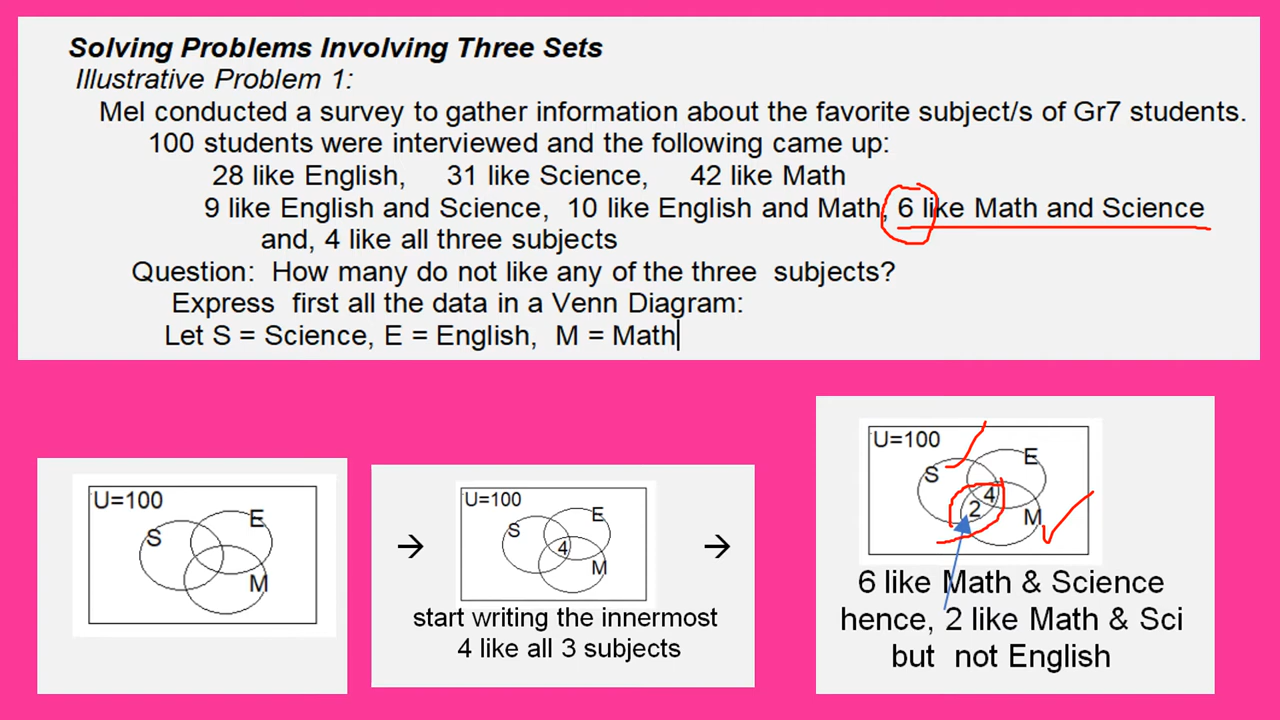 Solving Problems Involving Three Sets
Illustrative Problem 1:
Mel conducted a survey to gather information about the favorite subject/s of Gr7 students.
100 students were interviewed and the following came up:
28 like English, 31 like Science, 42 like Math
9 like English and Science, 10 like English and Math, 6 like Math and Science
and, 4 like all three subjects
Question: How many do not like any of the three subjects?
Express first all the data in a Venn Diagram:
Let S = Science, E = English, M = Math
U=100
S
E
M
→
U=100
S
E
4
M
start writing the innermost
4 like all 3 subjects
→
U=100
S
E
4
2
M
6 like Math & Science
hence, 2 like Math & Sci
but not English